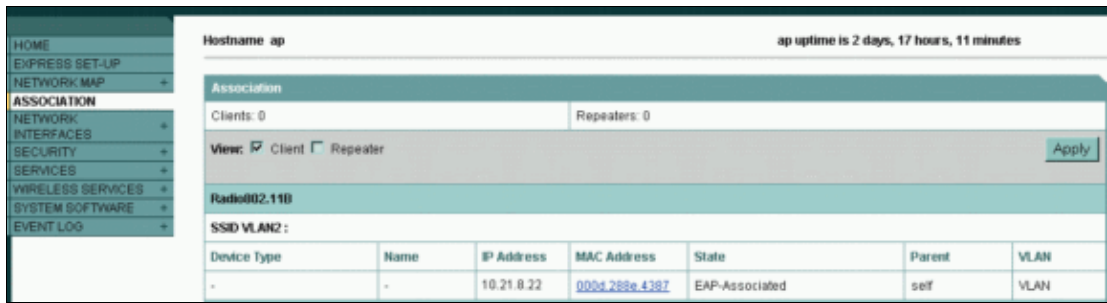 HOME
EXPRESS SET-UP
NETWORK MAP +
ASSOCIATION
NETWORK INTERFACES +
SECURITY +
SERVICES +
WIRELESS SERVICES +
SYSTEM SOFTWARE +
EVENT LOG +
Hostname ap
ap uptime is 2 days, 17 hours, 11 minutes
Association
Clients: 0 Repeaters: 0
View: Client Repeater Apply
Radio802.11B
SSID VLAN2 :
Device Type Name IP Address MAC Address State Parent VLAN
- - 10.21.8.22 000d.288e.4387 EAP-Associated self VLAN